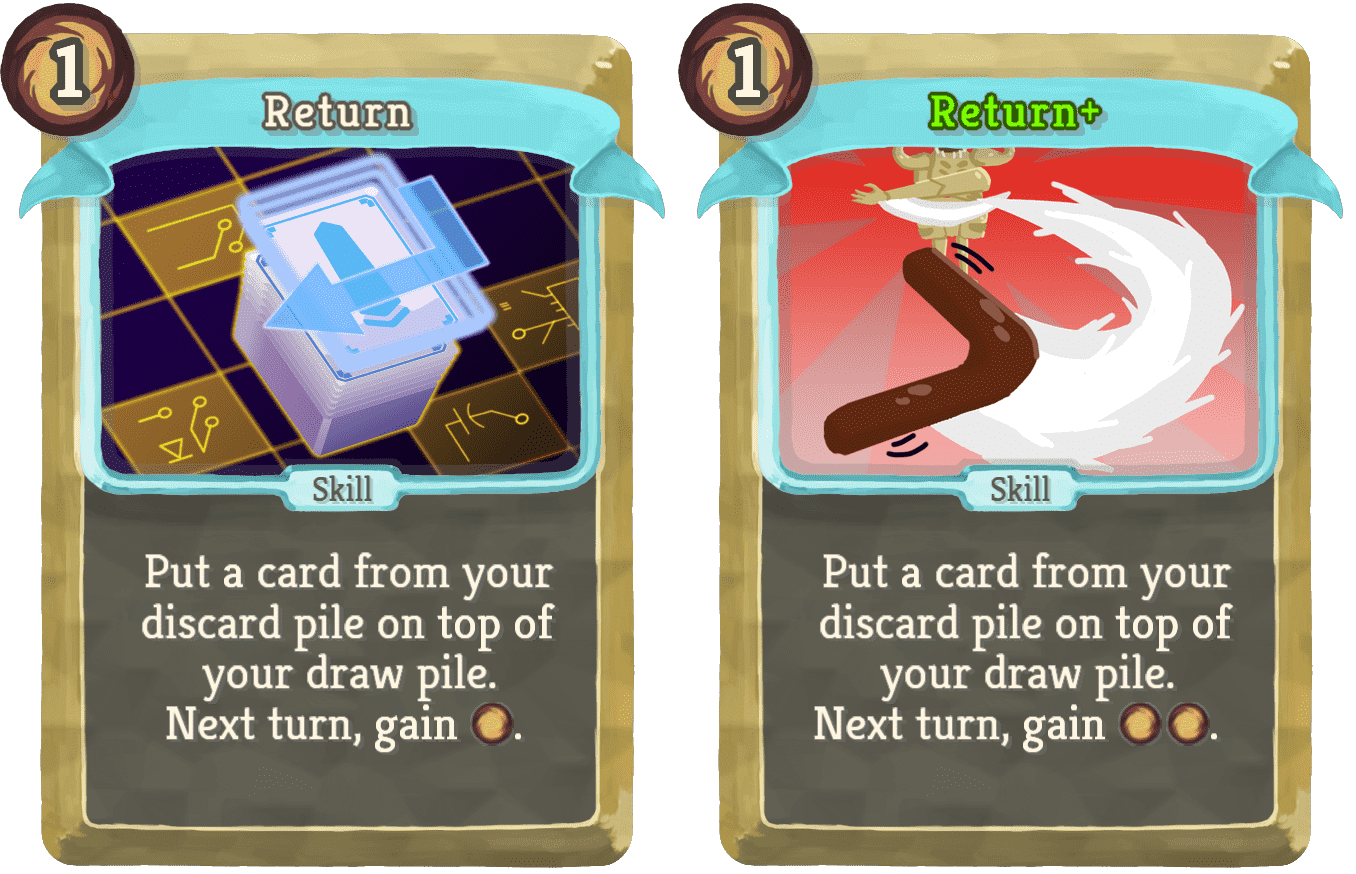 1
Return
Skill
Put a card from your
discard pile on top of
your draw pile.
Next turn, gain .
1
Return+
Skill
Put a card from your
discard pile on top of
your draw pile.
Next turn, gain .